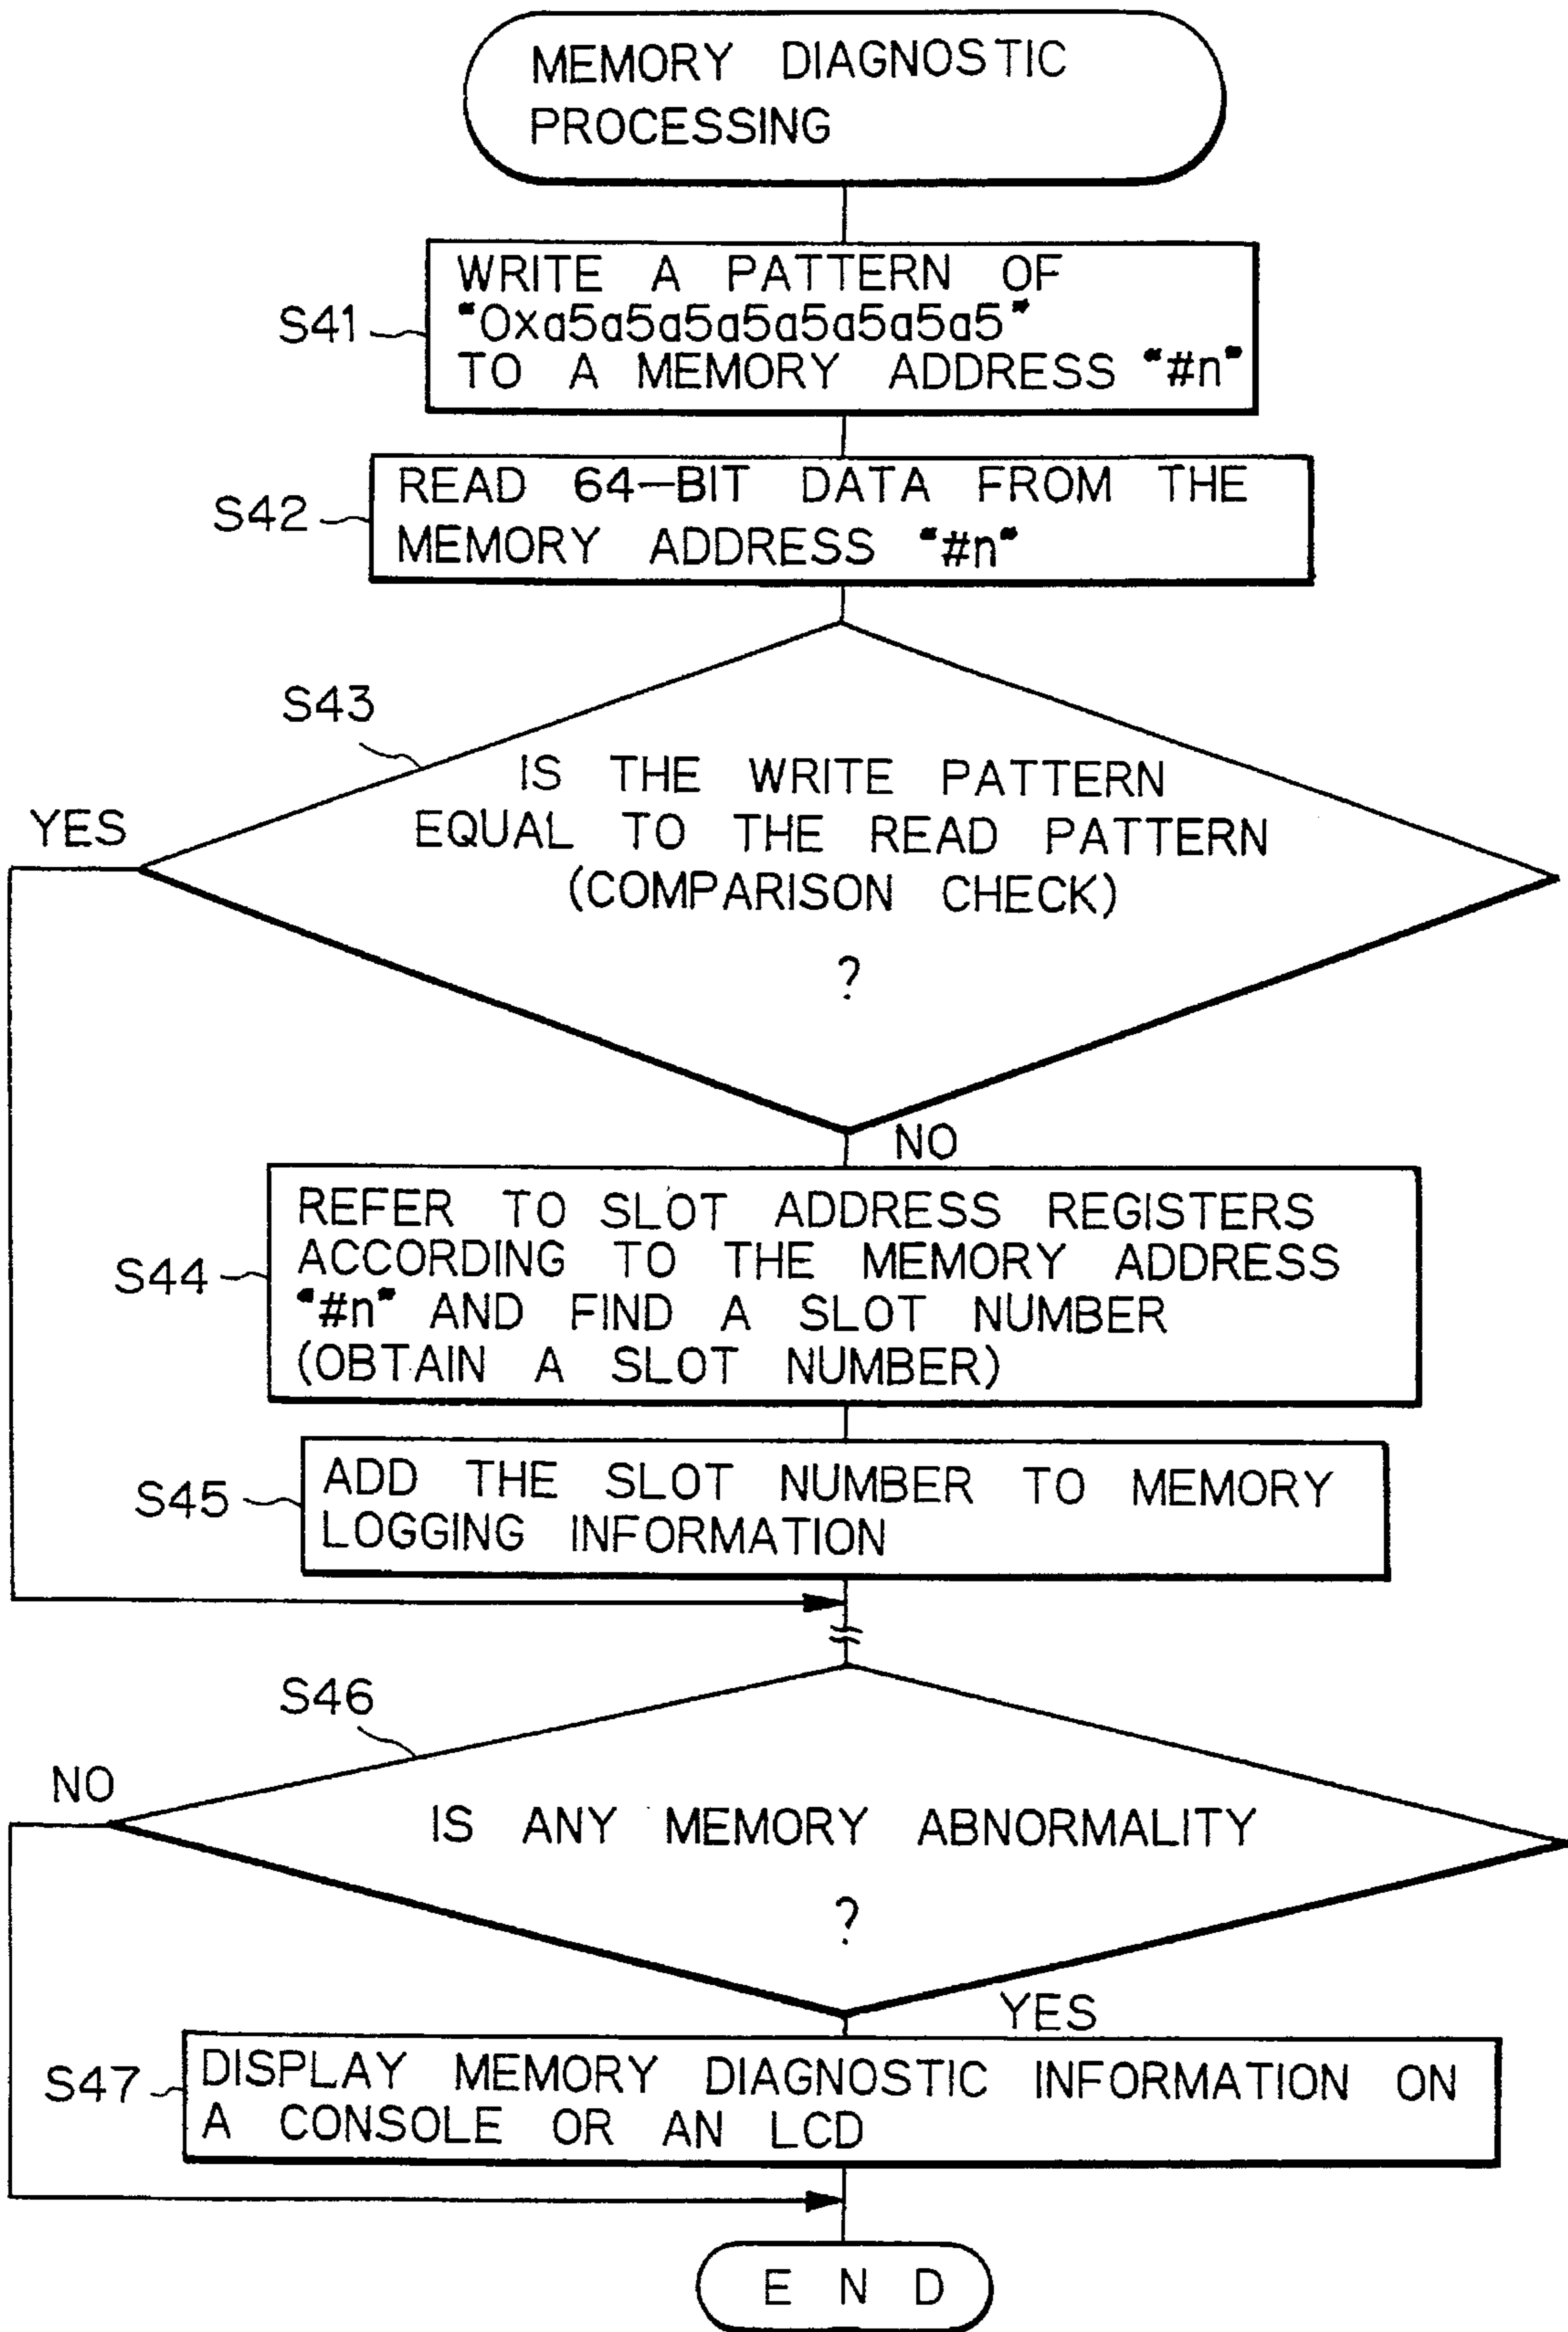 MEMORY DIAGNOSTIC
PROCESSING
S41
WRITE A PATTERN OF
"0xa5a5a5a5a5a5a5a5"
TO A MEMORY ADDRESS "#n"
S42
READ 64-BIT DATA FROM THE
MEMORY ADDRESS "#n"
S43
IS THE WRITE PATTERN
EQUAL TO THE READ PATTERN
(COMPARISON CHECK)
?
YES
NO
S44
REFER TO SLOT ADDRESS REGISTERS
ACCORDING TO THE MEMORY ADDRESS
"#n" AND FIND A SLOT NUMBER
(OBTAIN A SLOT NUMBER)
S45
ADD THE SLOT NUMBER TO MEMORY
LOGGING INFORMATION
S46
NO
IS ANY MEMORY ABNORMALITY
?
YES
S47
DISPLAY MEMORY DIAGNOSTIC INFORMATION ON
A CONSOLE OR AN LCD
END